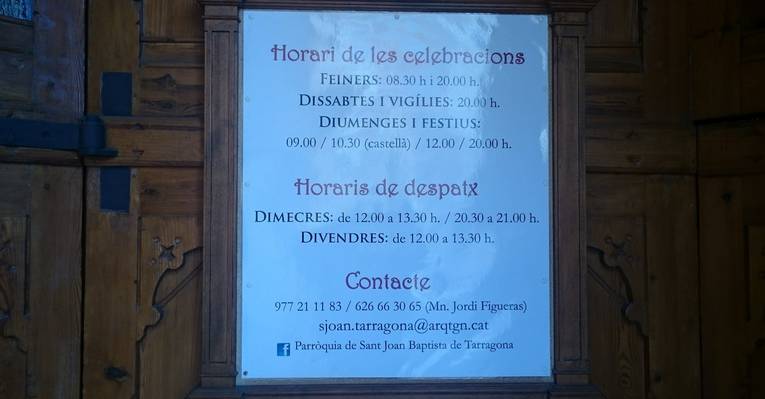 Horari de les celebracions
FEINERS: 08.30 h i 20.00 h.
DISSABTES I VIGÍLIES: 20.00 h.
DIUMENGES I FESTIUS:
09.00 / 10.30 (castellà) / 12.00 / 20.00 h.
Horaris de despatx
DIMECRES: de 12.00 a 13.30 h. / 20.30 a 21.00 h.
DIVENDRES: de 12.00 a 13.30 h.
Contacte
977 21 11 83 / 626 66 30 65 (Mn. Jordi Figueras)
sjoan.tarragona@arqtgn.cat
f Parròquia de Sant Joan Baptista de Tarragona